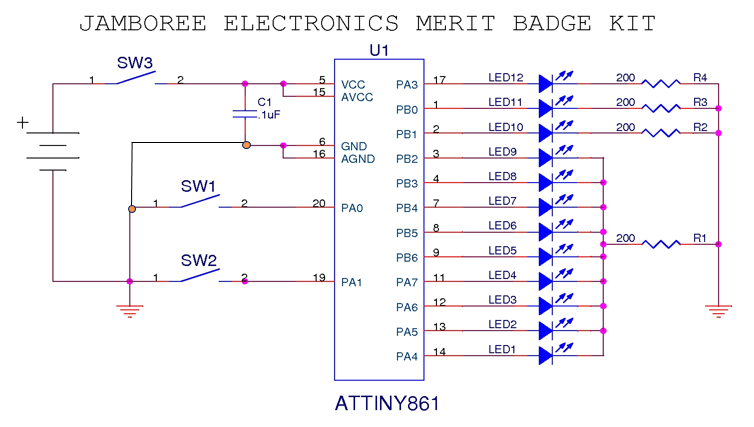 JAMBOREE ELECTRONICS MERIT BADGE KIT
U1
SW3
1 2
5 VCC
15 AVCC
C1
.1uF
+
6 GND
16 AGND
SW1
1 2
20 PA0
SW2
1 2
19 PA1
PA3 17 LED12 200 R4
PB0 1 LED11 200 R3
PB1 2 LED10 200 R2
PB2 3 LED9
PB3 4 LED8
PB4 7 LED7
PB5 8 LED6
200 R1
PB6 9 LED5
PA7 11 LED4
PA6 12 LED3
PA5 13 LED2
PA4 14 LED1
ATTINY861